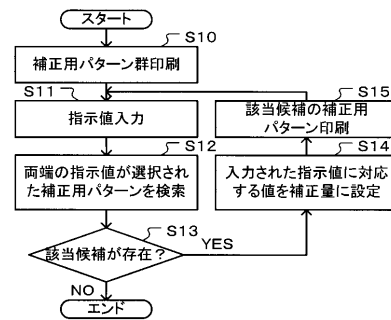 スタート
S10
補正用パターン群印刷
S11
指示値入力
S12
両端の指示値が選択され
た補正用パターンを検索
S13
該当候補が存在？
YES
NO
エンド
S14
入力された指示値に対応
する値を補正量に設定
S15
該当候補の補正用
パターン印刷